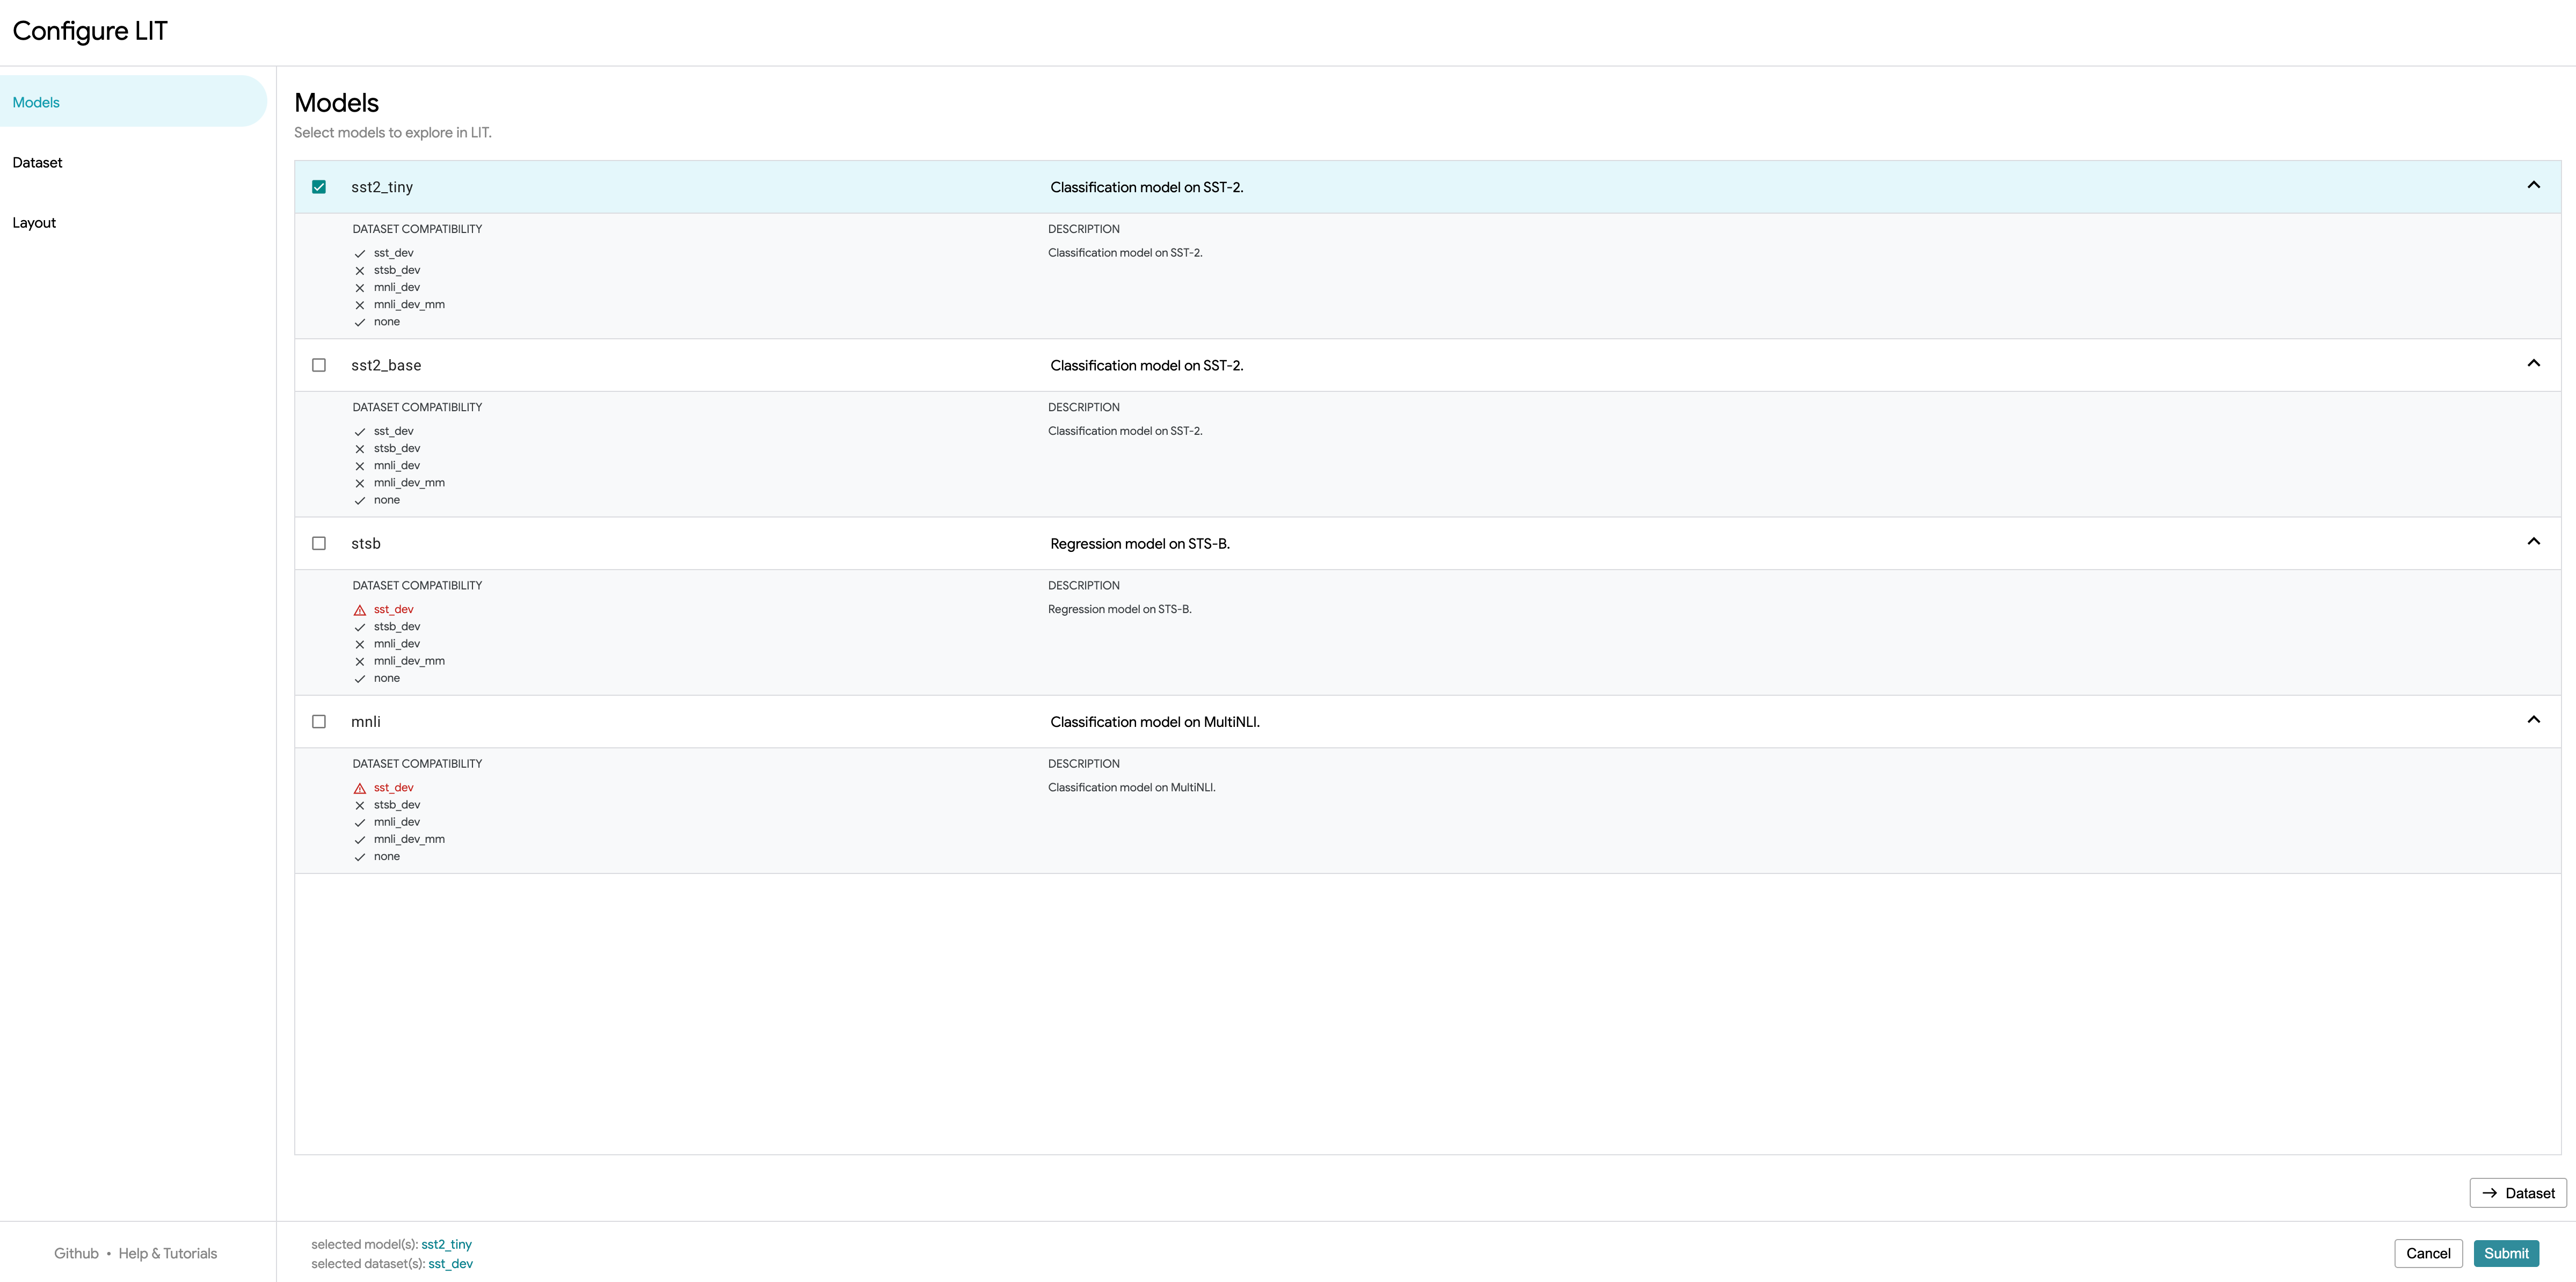 Configure LIT
Models
Dataset
Layout
Models
Select models to explore in LIT.
sst2_tiny
Classification model on SST-2.
DATASET COMPATIBILITY
sst_dev
stsb_dev
mnli_dev
mnli_dev_mm
none
DESCRIPTION
Classification model on SST-2.
sst2_base
Classification model on SST-2.
DATASET COMPATIBILITY
sst_dev
stsb_dev
mnli_dev
mnli_dev_mm
none
DESCRIPTION
Classification model on SST-2.
stsb
Regression model on STS-B.
DATASET COMPATIBILITY
sst_dev
stsb_dev
mnli_dev
mnli_dev_mm
none
DESCRIPTION
Regression model on STS-B.
mnli
Classification model on MultiNLI.
DATASET COMPATIBILITY
sst_dev
stsb_dev
mnli_dev
mnli_dev_mm
none
DESCRIPTION
Classification model on MultiNLI.
→ Dataset
Github • Help & Tutorials
selected model(s): sst2_tiny
selected dataset(s): sst_dev
Cancel
Submit